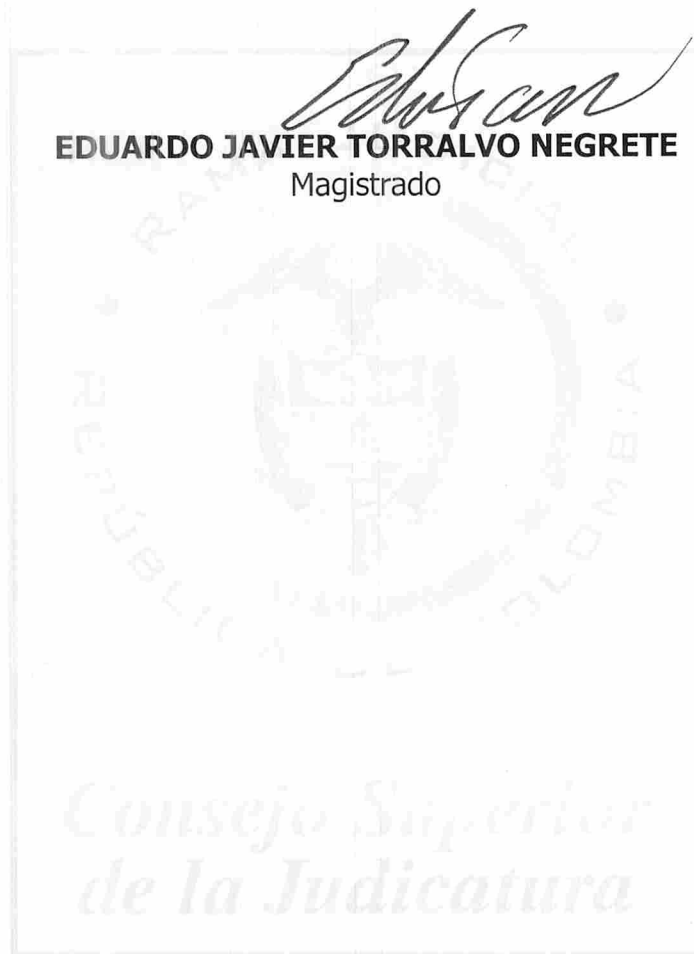 EDUARDO JAVIER TORRALVO NEGRETE
Magistrado
RAMA JUDICIAL
REPÚBLICA DE COLOMBIA
Consejo Superior
de la Judicatura